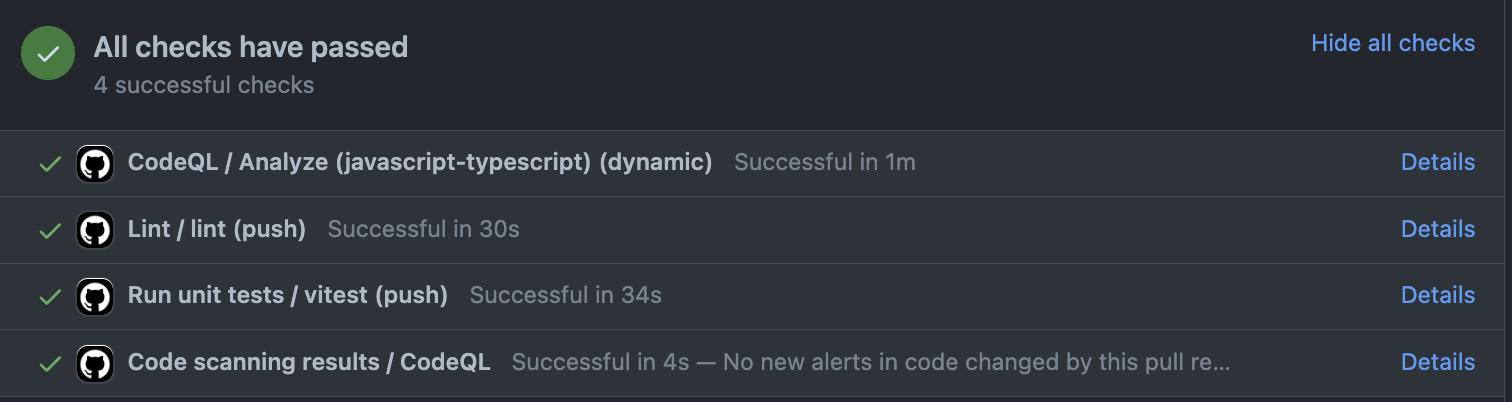 All checks have passed
Hide all checks
4 successful checks
CodeQL / Analyze (javascript-typescript) (dynamic) Successful in 1m Details
Lint / lint (push) Successful in 30s Details
Run unit tests / vitest (push) Successful in 34s Details
Code scanning results / CodeQL Successful in 4s — No new alerts in code changed by this pull re... Details